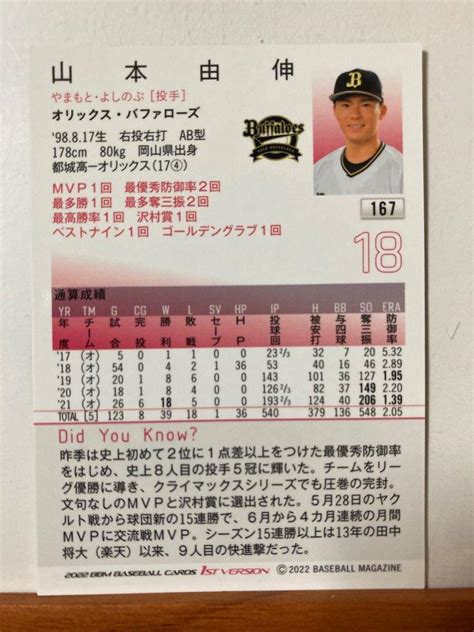 山本由伸
やまもと・よしのぶ [投手]
オリックス・バファローズ
'98.8.17生 右投右打 AB型
178cm 80kg 岡山県出身
都城高ーオリックス(17④)
MVP1回 最優秀防御率2回
最多勝1回 最多奪三振2回
最高勝率1回 沢村賞1回
ベストナイン1回 ゴールデングラブ1回
Buffaloes
B
167
18
通算成績
YR TM G CG W L SV HP IP H BB SO ERA
年度 チーム 試合 完投 勝利 敗戦 セーブ HP 投球回 被安打 与四球 奪三振 防御率
'17 (オ) 5 0 1 1 0 0 23 2/3 32 7 20 5.32
'18 (オ) 54 0 4 2 1 36 53 40 16 46 2.89
'19 (オ) 20 1 8 6 0 0 143 101 36 127 1.95
'20 (オ) 18 1 8 4 0 0 126 2/3 82 37 149 2.20
'21 (オ) 26 6 18 5 0 0 193 2/3 124 40 206 1.39
TOTAL [5] 123 8 39 18 1 36 540 379 136 548 2.05
Did You Know?
昨季は史上初めて2位に1点差以上をつけた最優秀防御率
をはじめ、史上8人目の投手5冠に輝いた。チームをリー
グ優勝に導き、クライマックスシリーズでも圧巻の完封。
文句なしのMVPと沢村賞に選出された。5月28日のヤク
ルト戦から球団新の15連勝で、6月から4カ月連続の月間
MVPに交流戦MVP。シーズン15連勝以上は13年の田中
将大(楽天)以来、9人目の快進撃だった。
2022 BBM BASEBALL CARDS 1ST VERSION ©2022 BASEBALL MAGAZINE